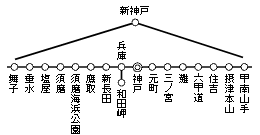 新神戸
兵庫
舞子
垂水
塩屋
須磨
須磨海浜公園
鷹取
新長田
和田岬
神戸
元町
三ノ宮
灘
六甲道
住吉
摂津本山
甲南山手